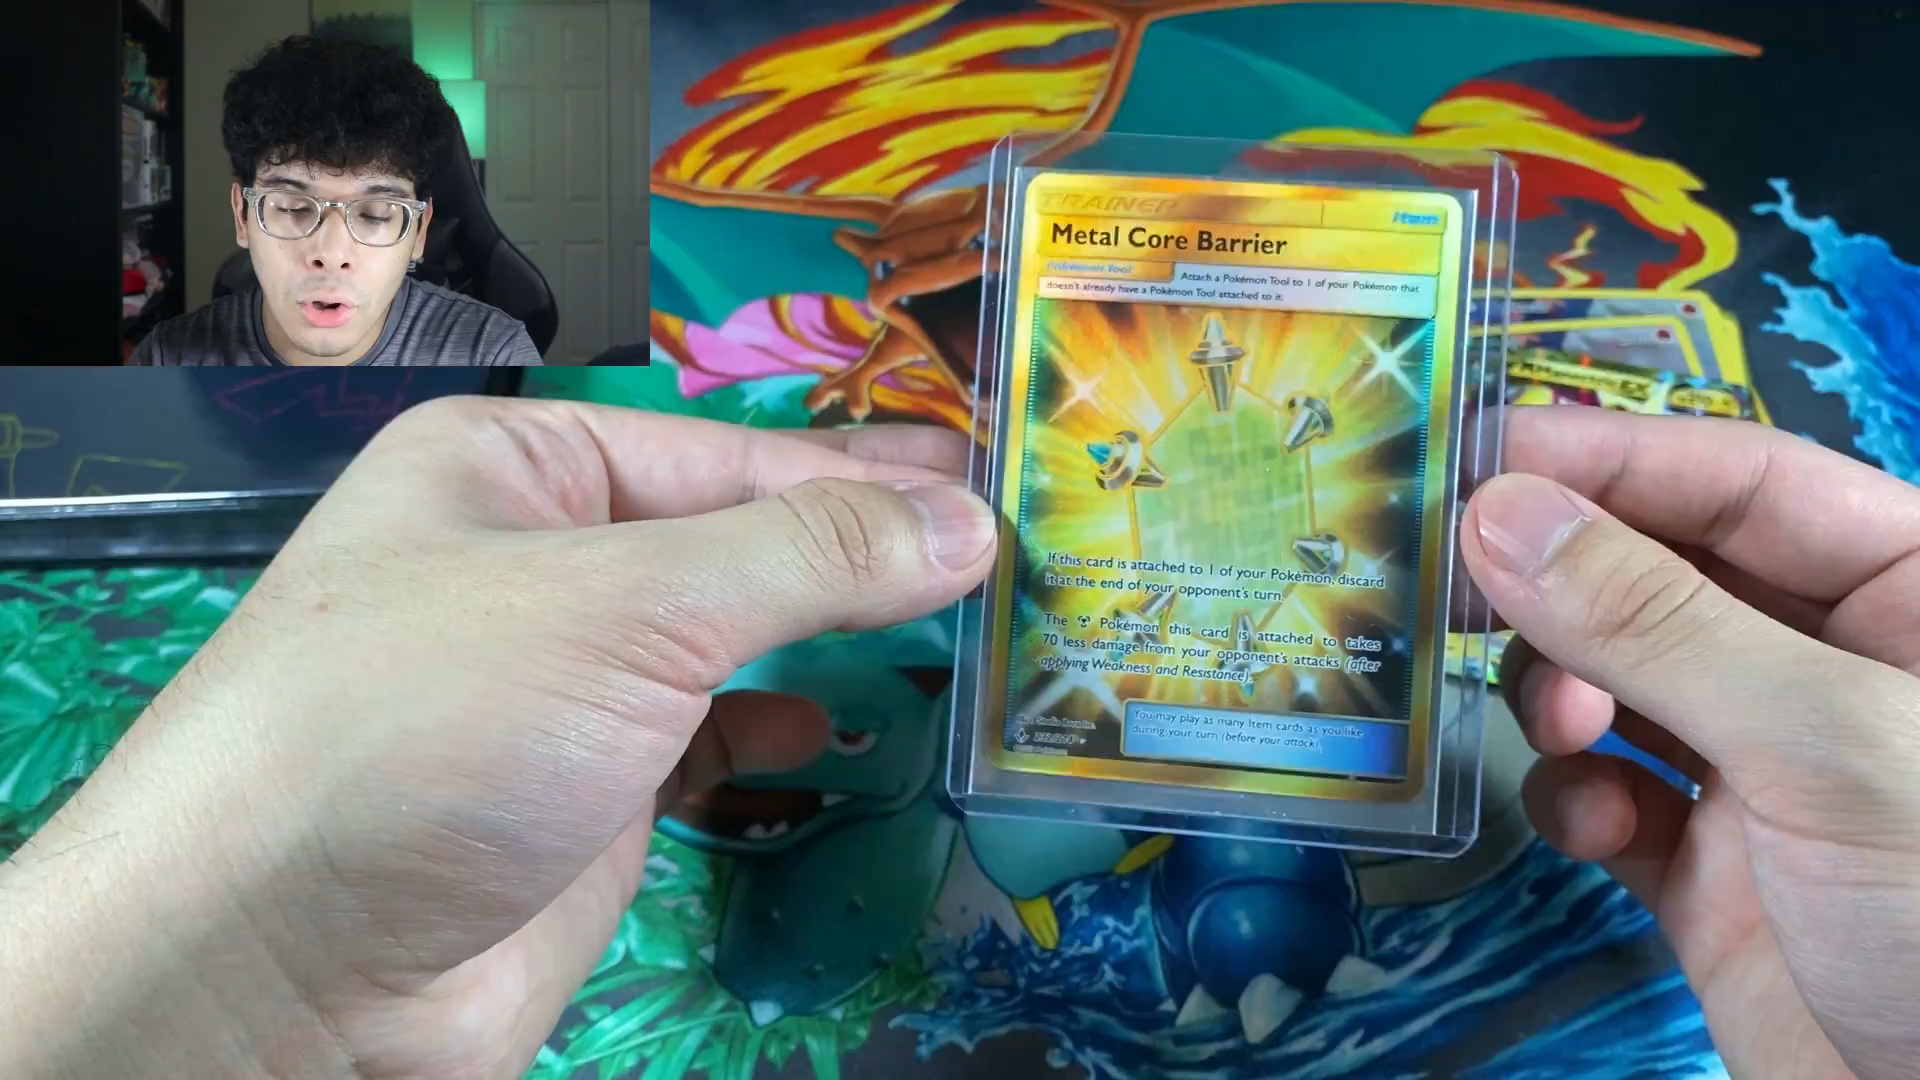 TRAINER
Item
Metal Core Barrier
Pokémon Tool
Attach a Pokémon Tool to 1 of your Pokémon that
doesn't already have a Pokémon Tool attached to it.
If this card is attached to 1 of your Pokémon, discard
it at the end of your opponent's turn.
The Pokémon this card is attached to takes
70 less damage from your opponent's attacks (after
applying Weakness and Resistance).
You may play as many Item cards as you like
during your turn (before your attack).